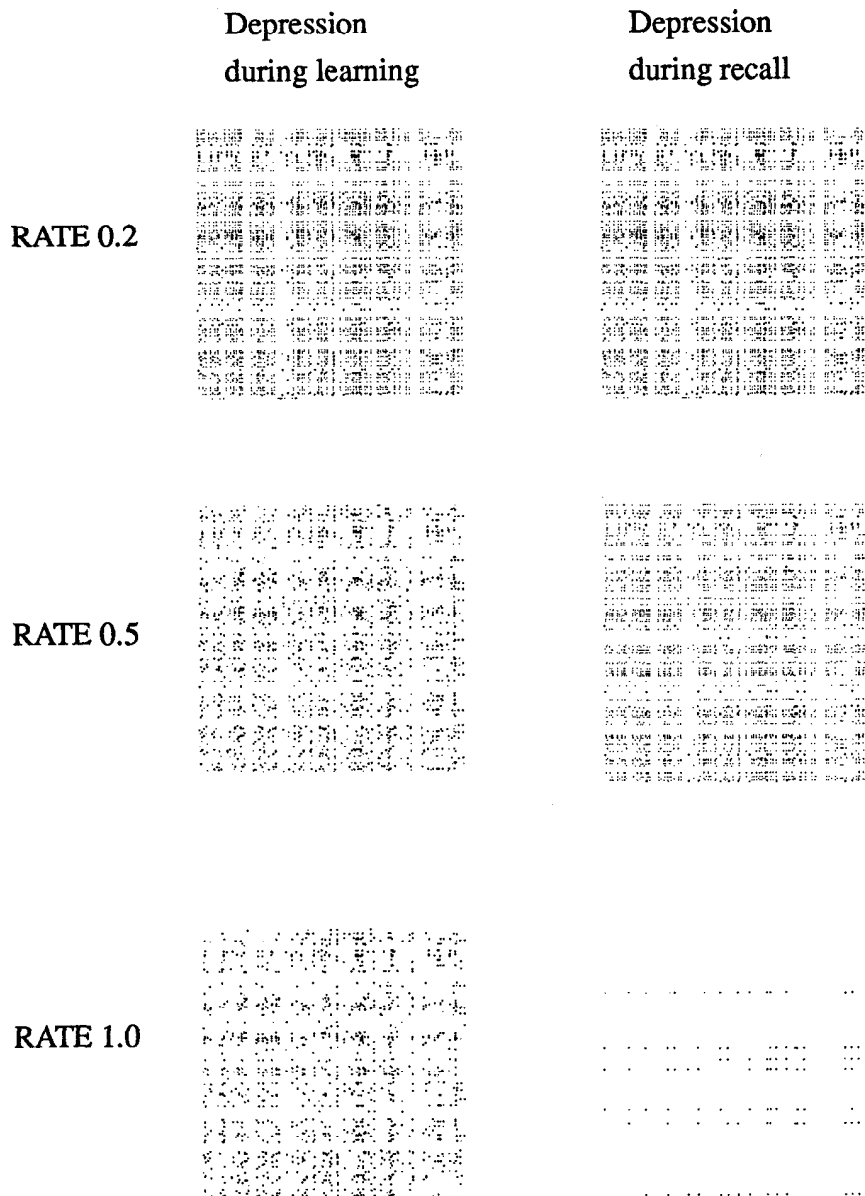 Depression
during learning
Depression
during recall
RATE 0.2
RATE 0.5
RATE 1.0